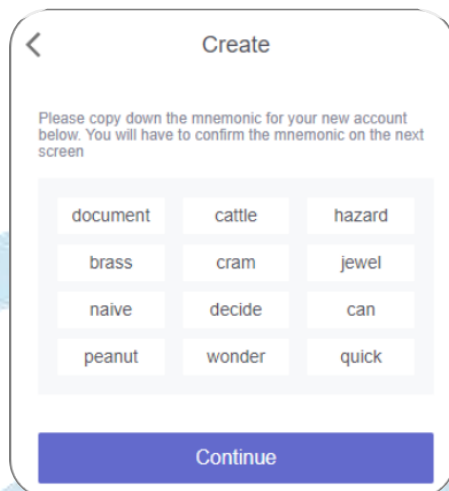 Create
Please copy down the mnemonic for your new account
below. You will have to confirm the mnemonic on the next
screen
document cattle hazard
brass cram jewel
naive decide can
peanut wonder quick
Continue